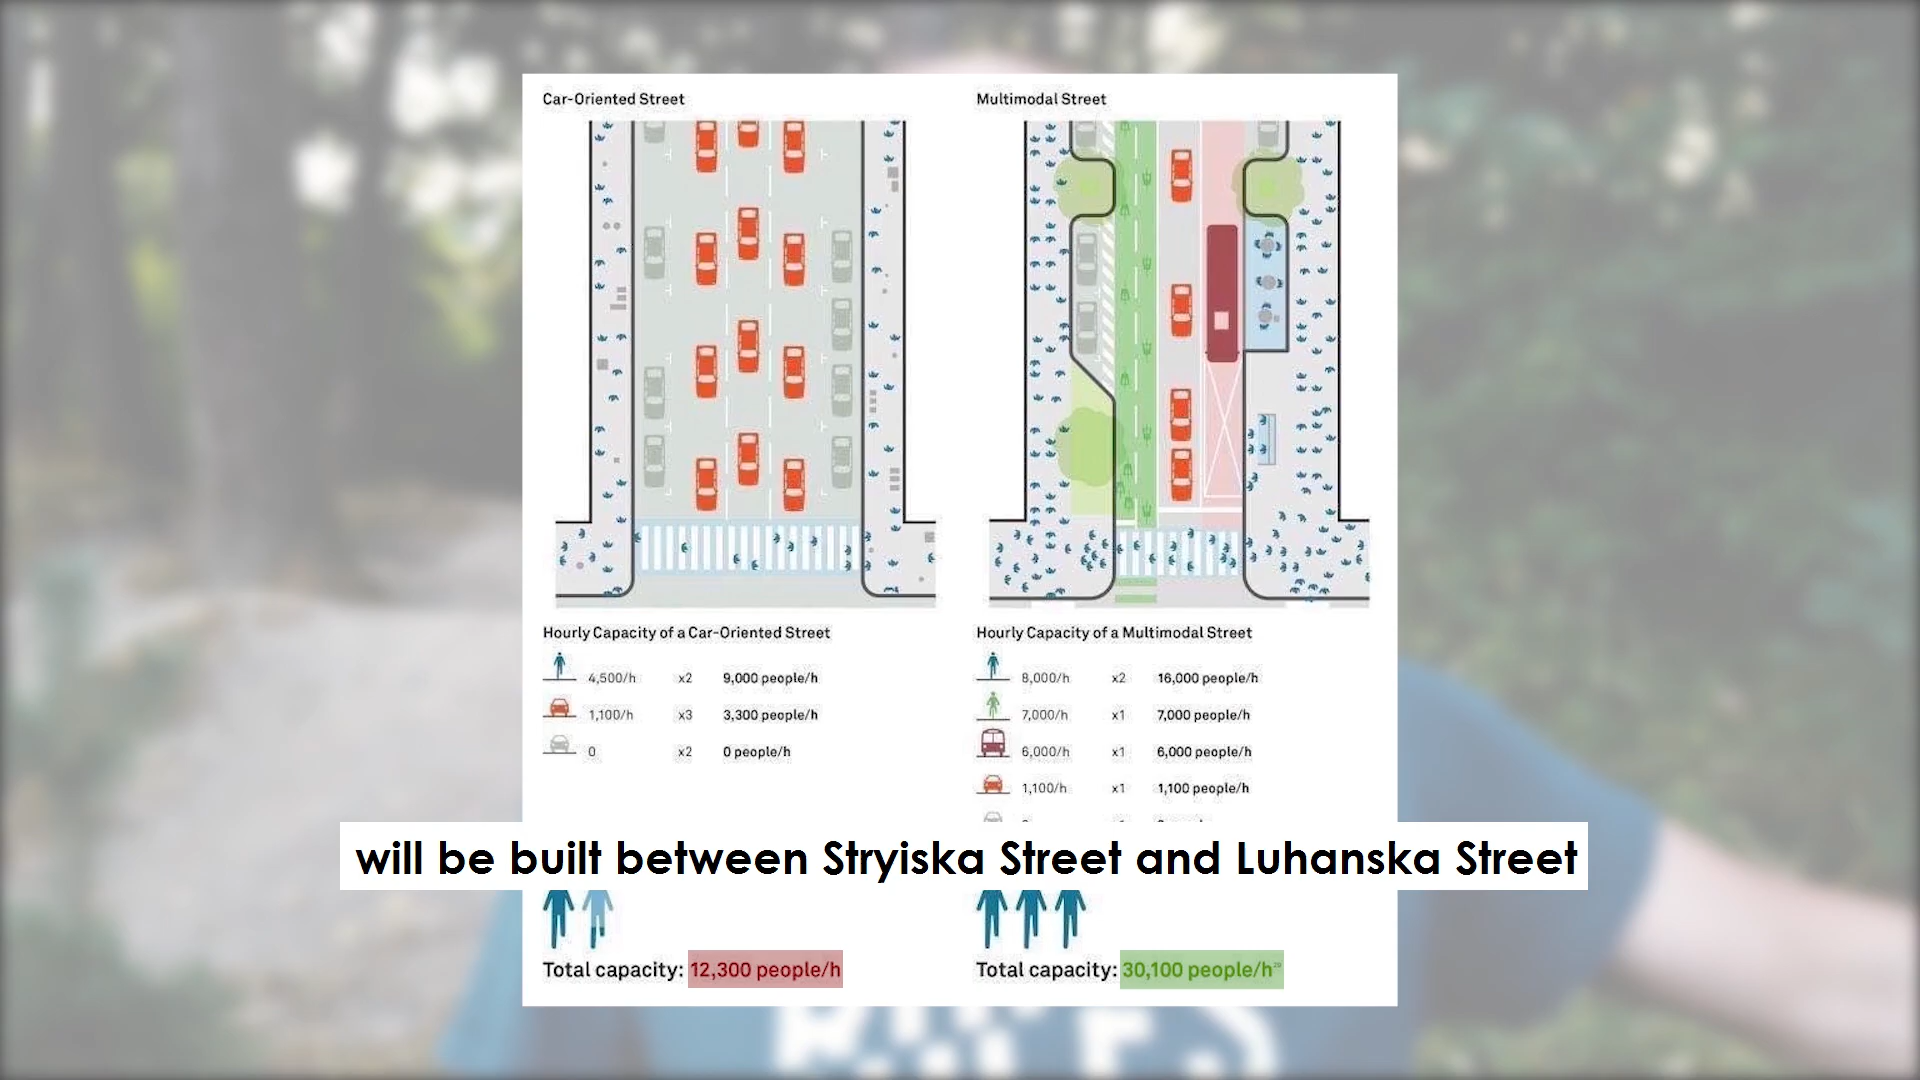 Car-Oriented Street
Multimodal Street
Hourly Capacity of a Car-Oriented Street
4,500/h x2 9,000 people/h
1,100/h x3 3,300 people/h
0 x2 0 people/h
Hourly Capacity of a Multimodal Street
8,000/h x2 16,000 people/h
7,000/h x1 7,000 people/h
6,000/h x1 6,000 people/h
1,100/h x1 1,100 people/h
will be built between Stryiska Street and Luhanska Street
Total capacity: 12,300 people/h
Total capacity: 30,100 people/h